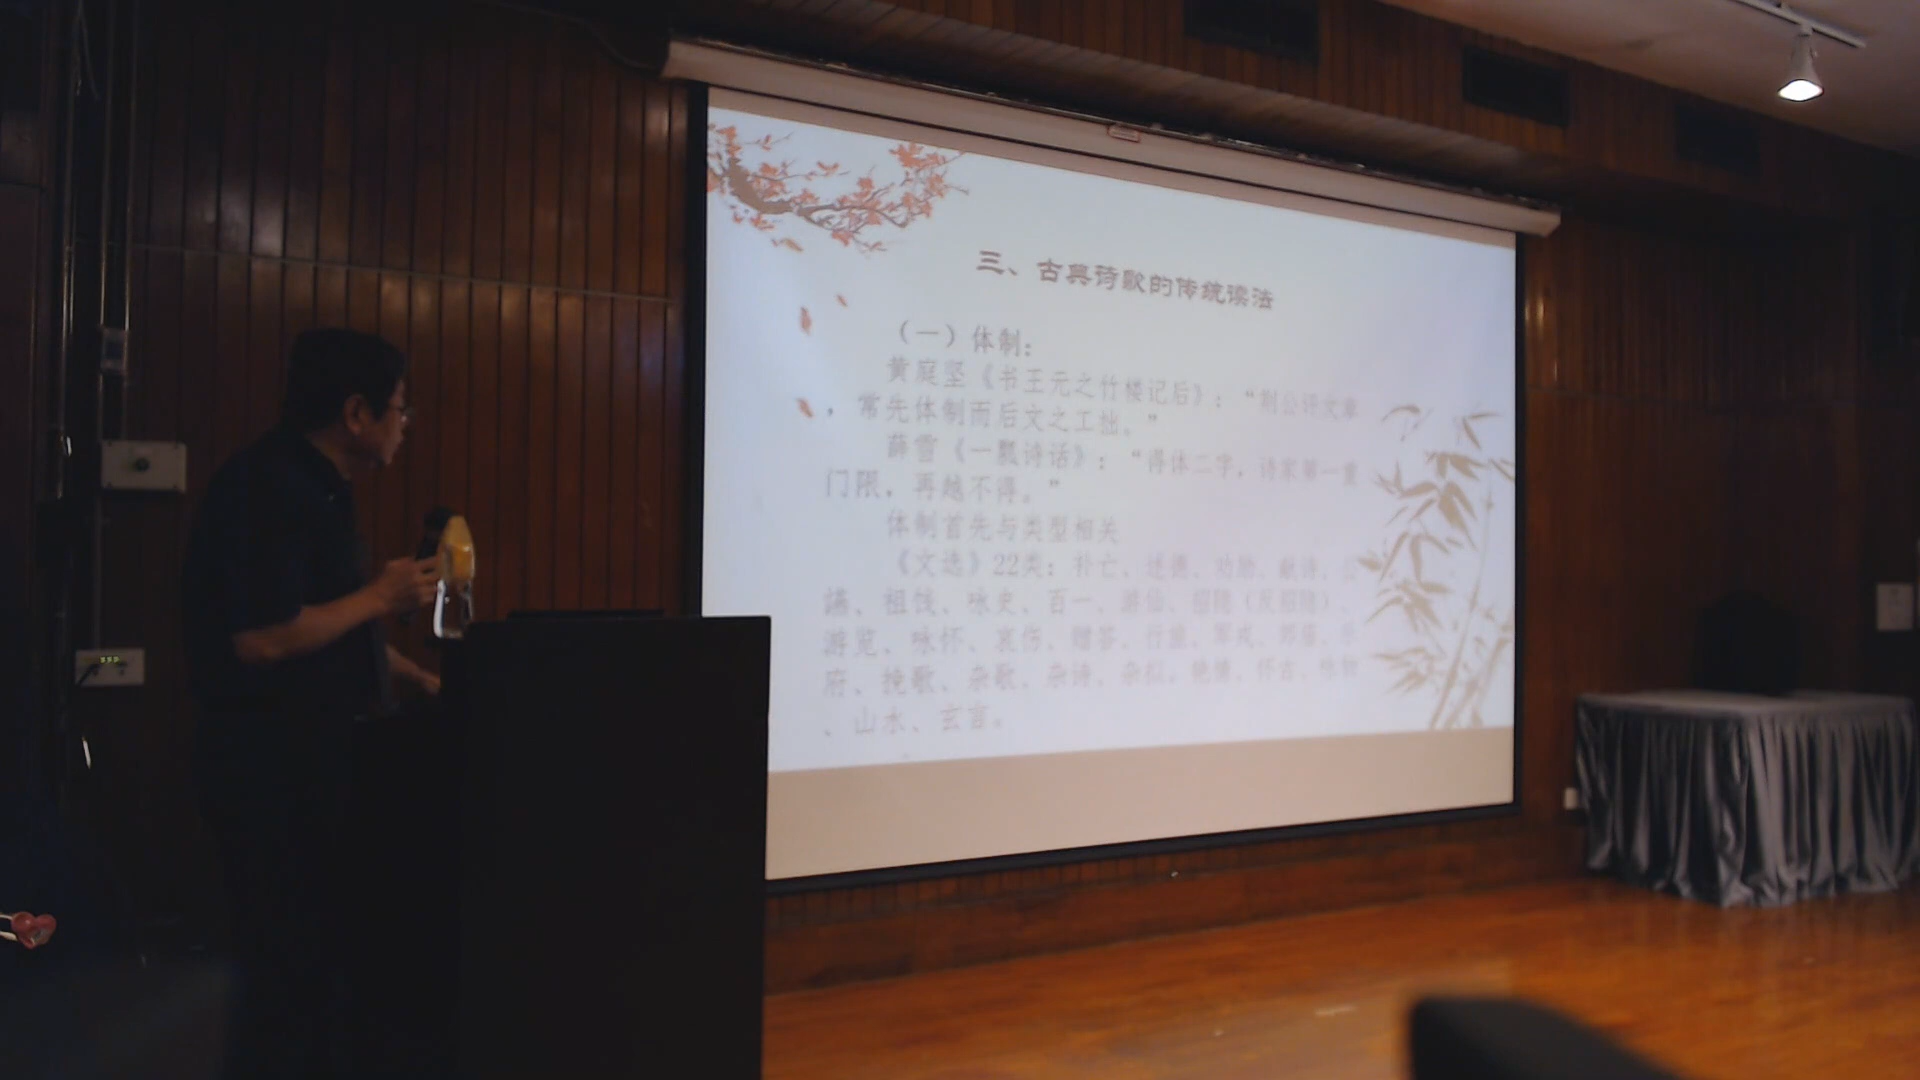 三、古典诗歌的传统读法
（一）体制：
黄庭坚《书王元之竹楼记后》：“荆公评文章
，常先体制而后文之工拙。”
薛雪《一瓢诗话》：“得体二字，诗家第一重
门限，再越不得。”
体制首先与类型相关
《文选》22类：补亡、述德、劝励、献诗、公
讌、祖饯、咏史、百一、游仙、招隐（反招隐）、
游览、咏怀、哀伤、赠答、行旅、军戎、郊庙、乐
府、挽歌、杂歌、杂诗、杂拟，艳情、怀古、咏物
、山水、玄言。